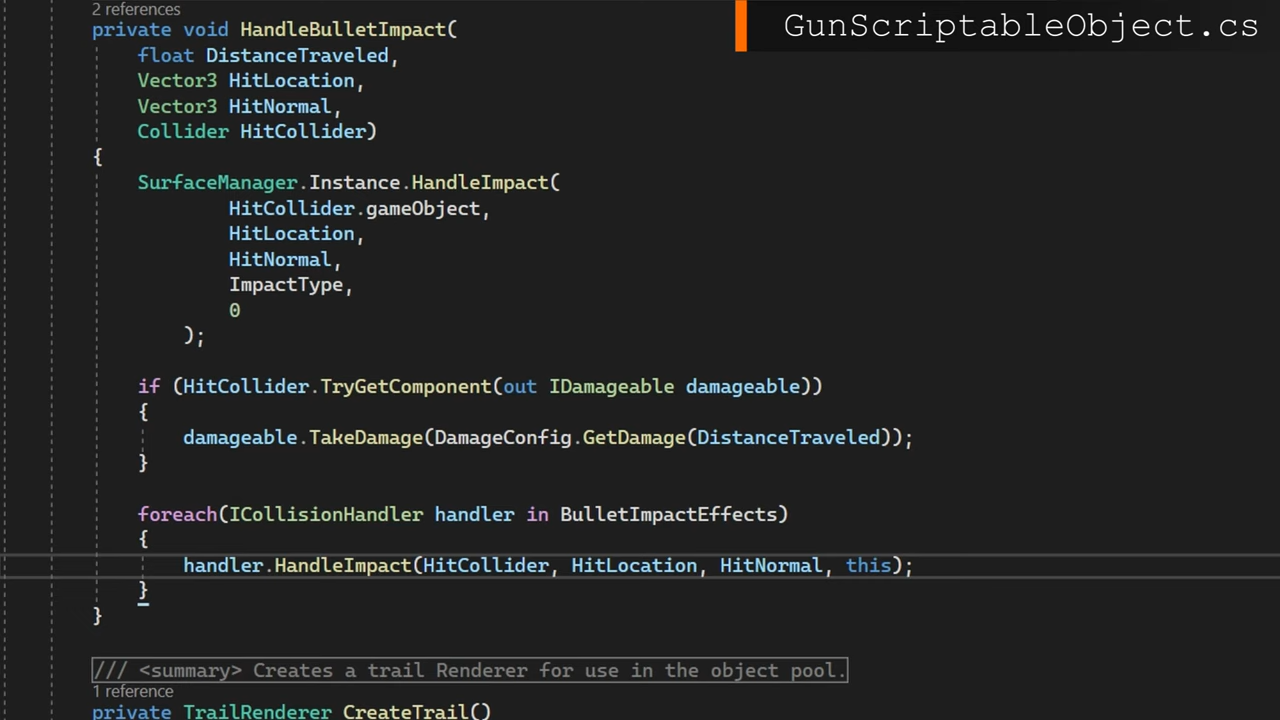 GunScriptableObject.cs
2 references
private void HandleBulletImpact(
float DistanceTraveled,
Vector3 HitLocation,
Vector3 HitNormal,
Collider HitCollider)
{
SurfaceManager.Instance.HandleImpact(
HitCollider.gameObject,
HitLocation,
HitNormal,
ImpactType,
0
);
if (HitCollider.TryGetComponent(out IDamageable damageable))
{
damageable.TakeDamage(DamageConfig.GetDamage(DistanceTraveled));
}
foreach(ICollisionHandler handler in BulletImpactEffects)
{
handler.HandleImpact(HitCollider, HitLocation, HitNormal, this);
}
}
/// <summary> Creates a trail Renderer for use in the object pool.
1 reference
private TrailRenderer CreateTrail()